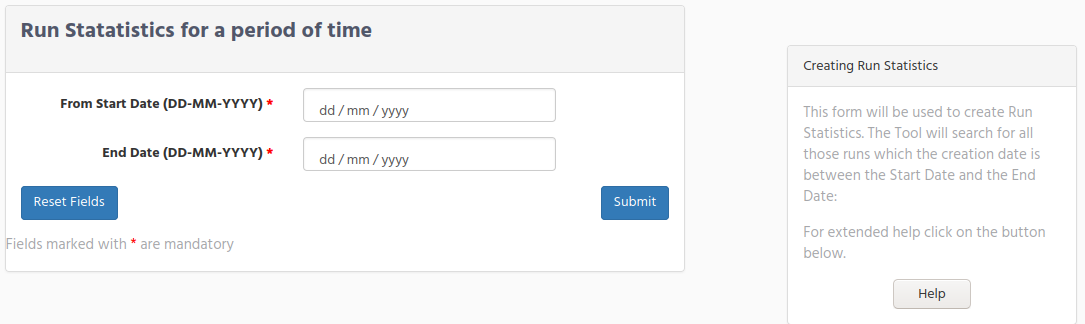 Run Statatistics for a period of time
From Start Date (DD-MM-YYYY) *
dd / mm / yyyy
End Date (DD-MM-YYYY) *
dd / mm / yyyy
Reset Fields
Submit
Fields marked with * are mandatory
Creating Run Statistics
This form will be used to create Run
Statistics. The Tool will search for all
those runs which the creation date is
between the Start Date and the End
Date:
For extended help click on the button
below.
Help